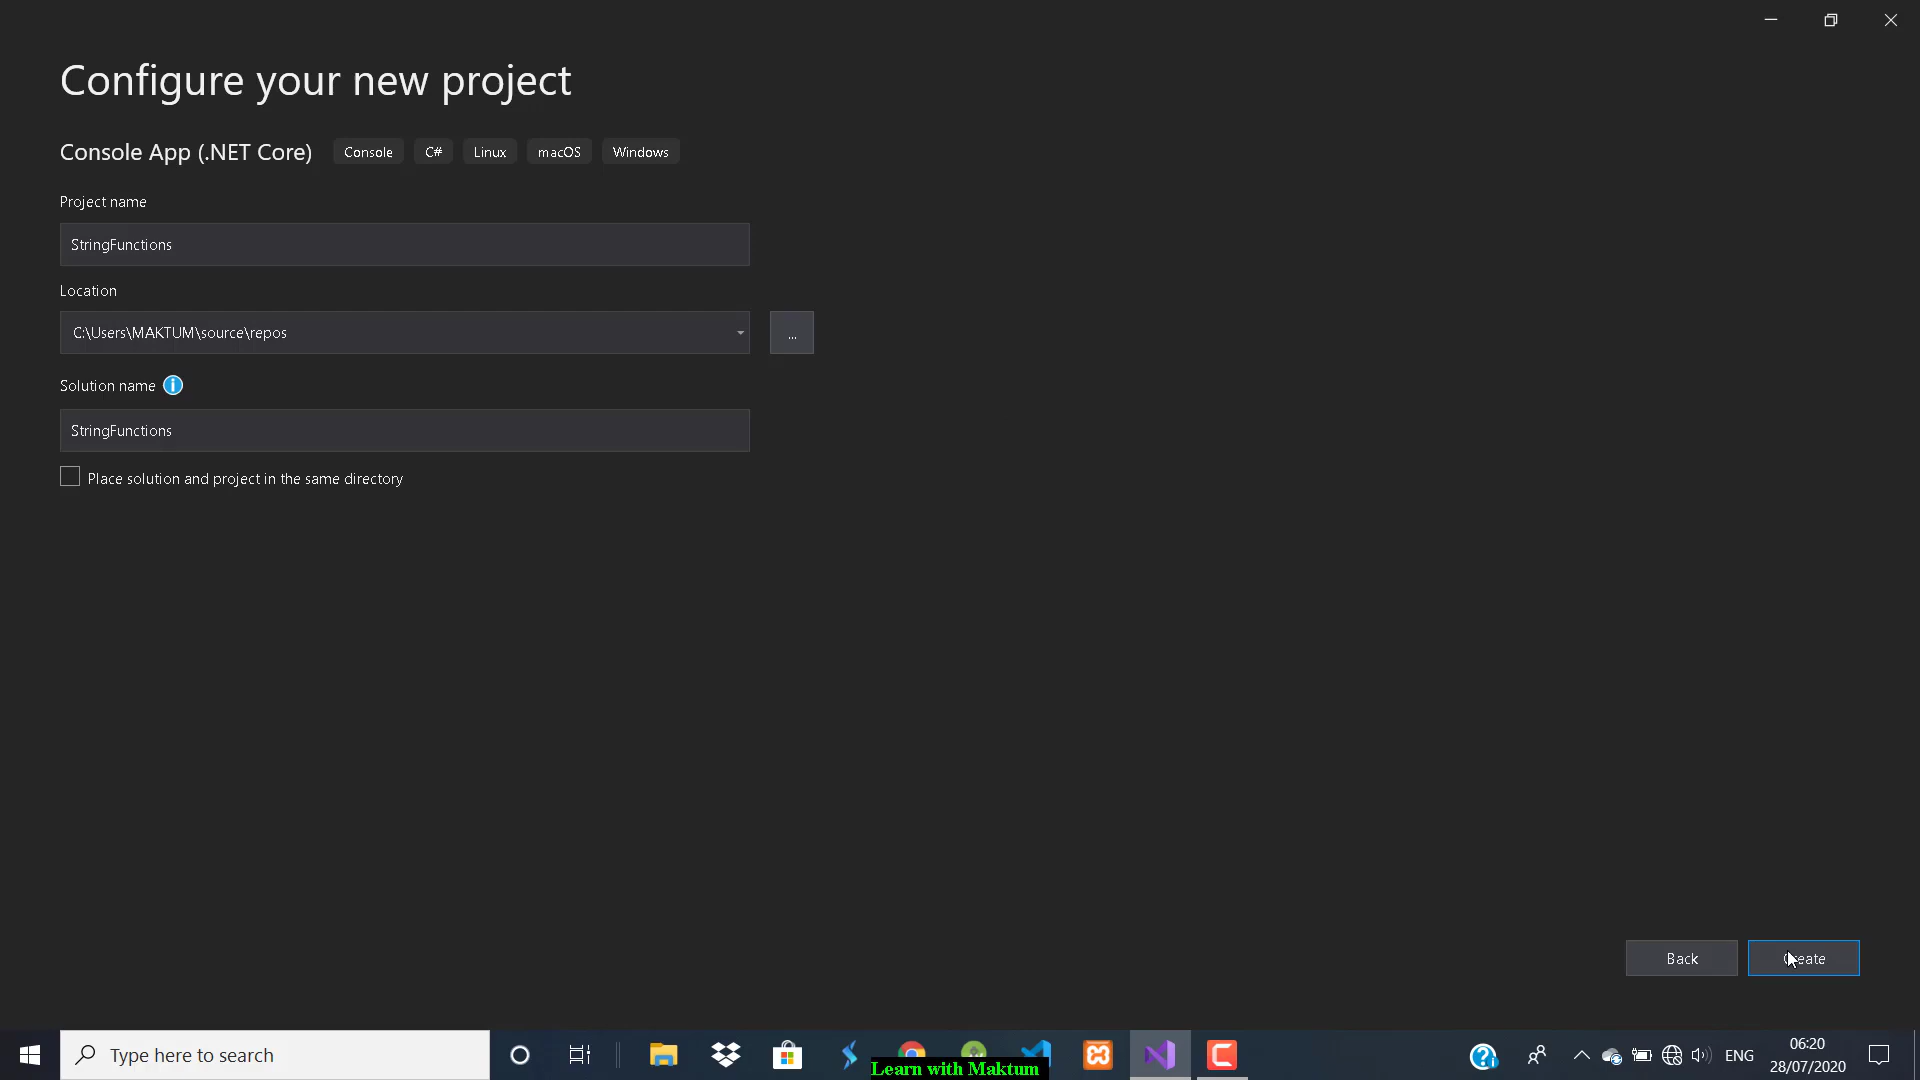 Configure your new project
Console App (.NET Core) Console C# Linux macOS Windows
Project name
StringFunctions
Location
C:\Users\MAKTUM\source\repos
...
Solution name
StringFunctions
Place solution and project in the same directory
Back Create
Type here to search
Learn with Maktum
ENG
06:20
28/07/2020